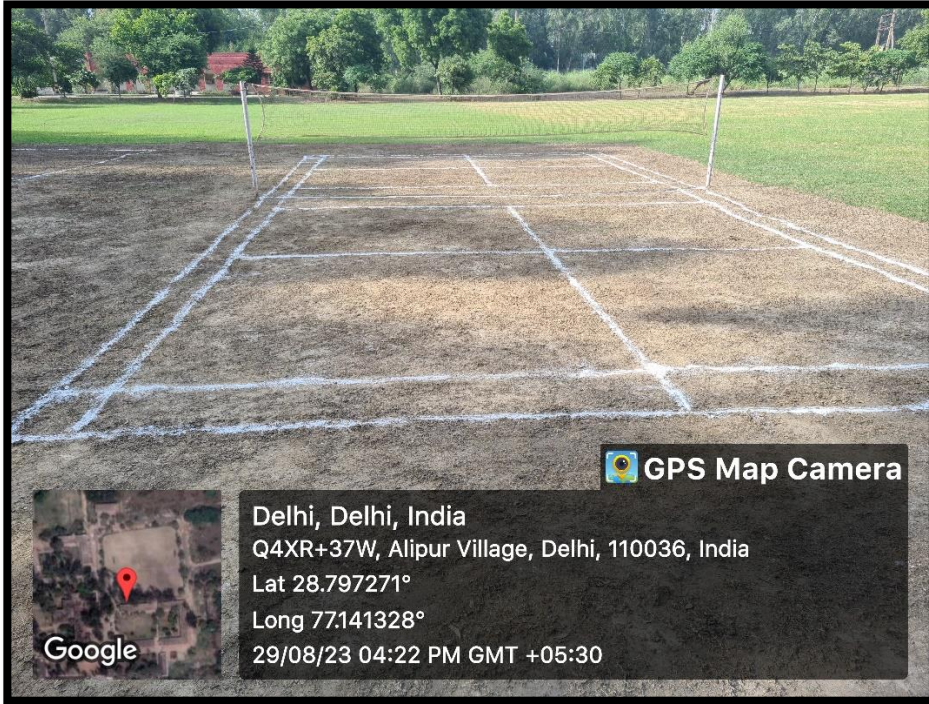 GPS Map Camera
Delhi, Delhi, India
Q4XR+37W, Alipur Village, Delhi, 110036, India
Lat 28.797271°
Long 77.141328°
29/08/23 04:22 PM GMT +05:30
Google